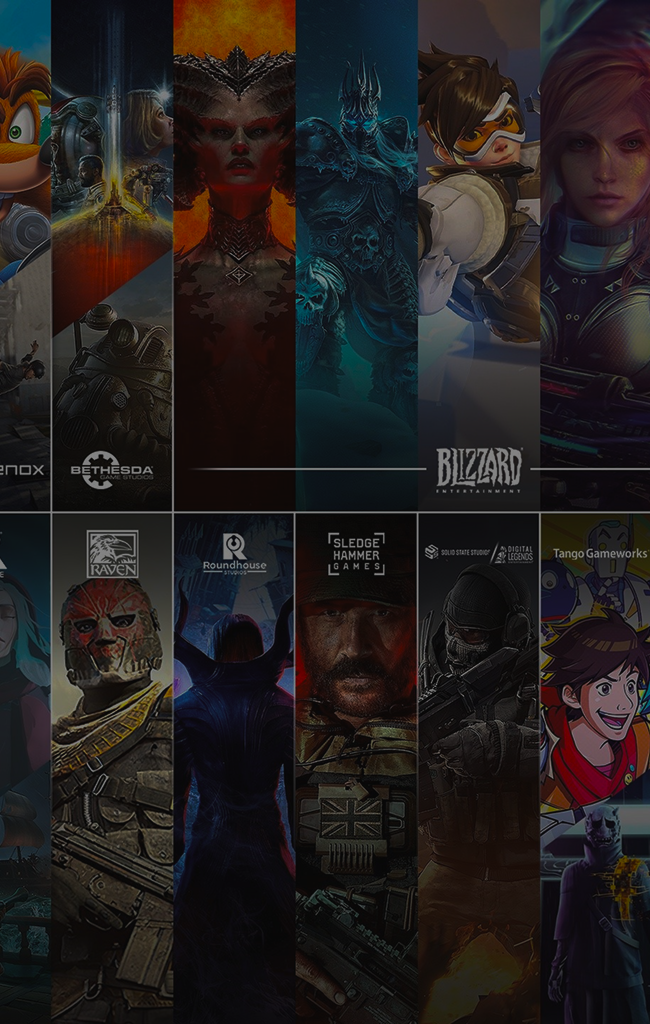 enox
BETHESDA
GAME STUDIOS
BLIZZARD
ENTERTAINMENT
RAVEN
Roundhouse
STUDIOS
SLEDGE
HAMMER
GAMES
SOLID STATE STUDIOS
DIGITAL
LEGENDS
Tango Gameworks